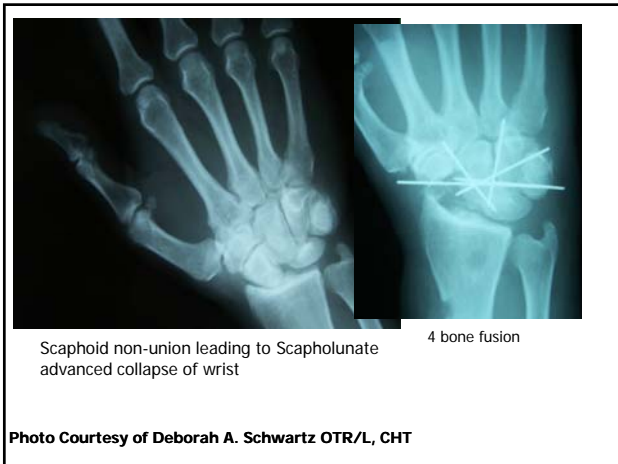 Scaphoid non-union leading to Scapholunate
advanced collapse of wrist
4 bone fusion
Photo Courtesy of Deborah A. Schwartz OTR/L, CHT